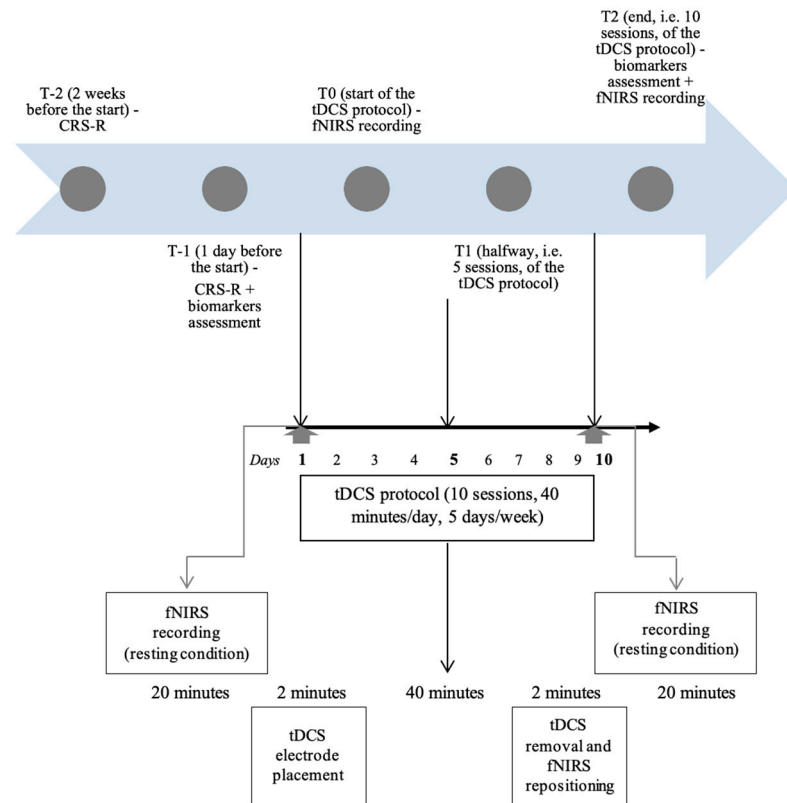 T-2 (2 weeks
before the start) -
CRS-R
T0 (start of the
tDCS protocol) -
fNIRS recording
T2 (end, i.e. 10
sessions, of the
tDCS protocol) -
biomarkers
assessment +
fNIRS recording
T-1 (1 day before
the start) -
CRS-R +
biomarkers
assessment
T1 (halfway, i.e.
5 sessions, of the
tDCS protocol)
Days 1 2 3 4 5 6 7 8 9 10
tDCS protocol (10 sessions, 40
minutes/day, 5 days/week)
fNIRS
recording
(resting condition)
fNIRS
recording
(resting condition)
20 minutes 2 minutes 40 minutes 2 minutes 20 minutes
tDCS
electrode
placement
tDCS
removal and
fNIRS
repositioning